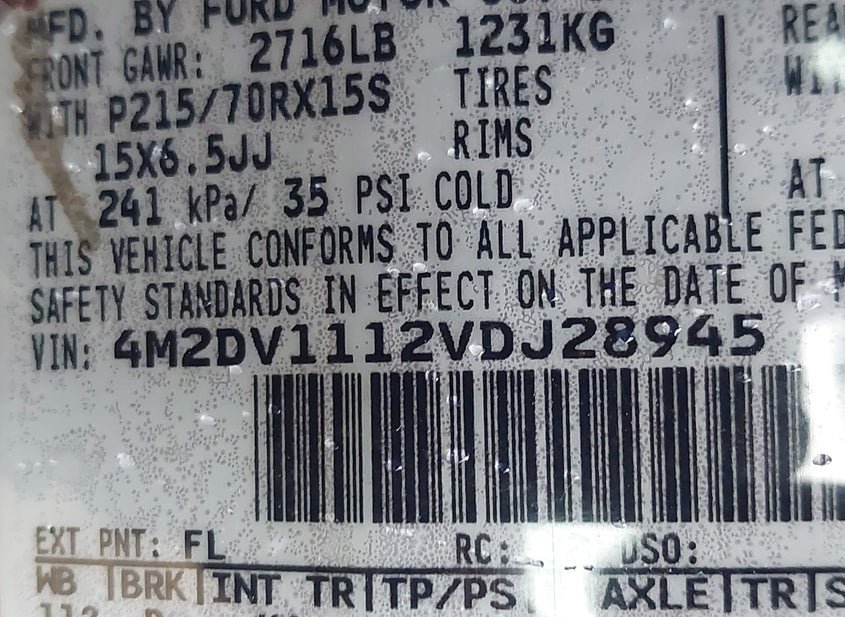 MFD. BY FORD MOTOR
FRONT GAWR: 2716LB 1231KG
WITH P215/70RX15S TIRES
15X6.5JJ RIMS
AT 241 kPa/ 35 PSI COLD AT
THIS VEHICLE CONFORMS TO ALL APPLICABLE FED
SAFETY STANDARDS IN EFFECT ON THE DATE OF
VIN: 4M2DV1112VDJ28945
EXT PNT: FL RC: DSO:
WB BRK INT TR TP/PS AXLE TR S